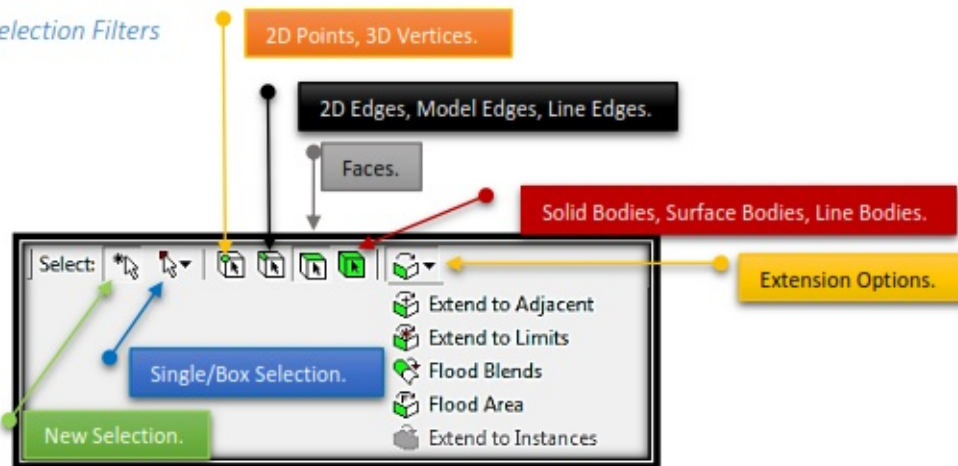 election Filters
2D Points, 3D Vertices.
2D Edges, Model Edges, Line Edges.
Faces.
Solid Bodies, Surface Bodies, Line Bodies.
Select:
Extension Options.
Extend to Adjacent
Extend to Limits
Single/Box Selection.
Flood Blends
Flood Area
New Selection.
Extend to Instances